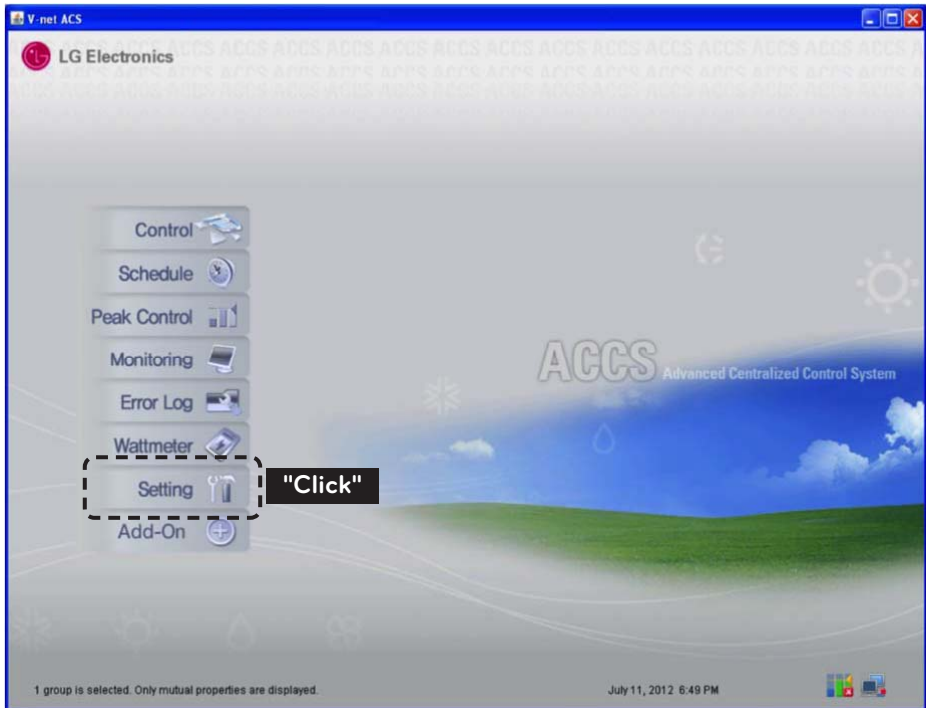 V-net ACS
LG Electronics
Control
Schedule
Peak Control
Monitoring
Error Log
Wattmeter
Setting
"Click"
Add-On
ACCS Advanced Centralized Control System
1 group is selected. Only mutual properties are displayed.
July 11, 2012 6:49 PM